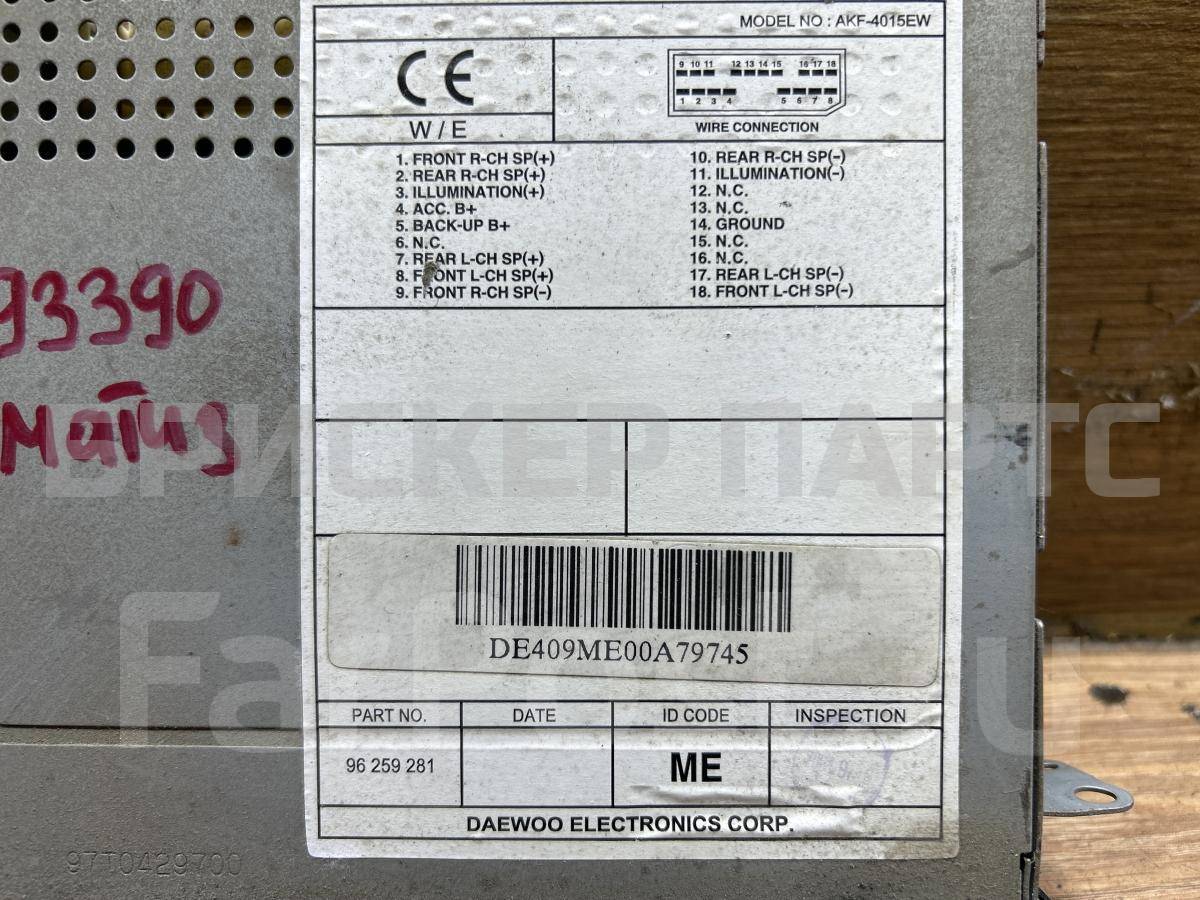 MODEL NO : AKF-4015EW
CE
W / E
9 10 11 12 13 14 15 16 17 18
1 2 3 4 5 6 7 8
WIRE CONNECTION
1. FRONT R-CH SP(+)
2. REAR R-CH SP(+)
3. ILLUMINATION(+)
4. ACC. B+
5. BACK-UP B+
6. N.C.
7. REAR L-CH SP(+)
8. FRONT L-CH SP(+)
9. FRONT R-CH SP(-)
10. REAR R-CH SP(-)
11. ILLUMINATION(-)
12. N.C.
13. N.C.
14. GROUND
15. N.C.
16. N.C.
17. REAR L-CH SP(-)
18. FRONT L-CH SP(-)
93390
Матиз
БРИСКЕР ПАРТС
DE409ME00A79745
PART NO. DATE ID CODE INSPECTION
96 259 281 ME
DAEWOO ELECTRONICS CORP.
97T0429700